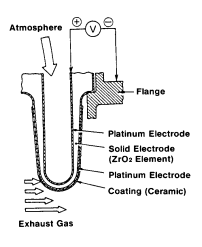 Atmosphere
⊕ V ⊖
Flange
Platinum Electrode
Solid Electrode
(ZrO2 Element)
Platinum Electrode
Coating (Ceramic)
Exhaust Gas